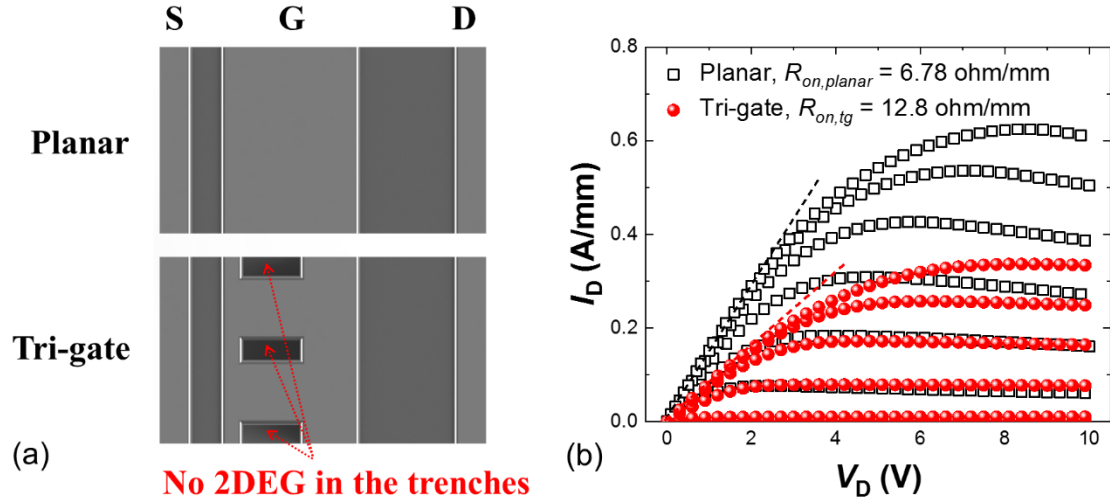 S G D
Planar
Tri-gate
(a)
No 2DEG in the trenches
0.8
0.6
0.4
0.2
0.0
I_D (A/mm)
Planar, R_on,planar = 6.78 ohm/mm
Tri-gate, R_on,tg = 12.8 ohm/mm
0 2 4 6 8 10
(b)
V_D (V)